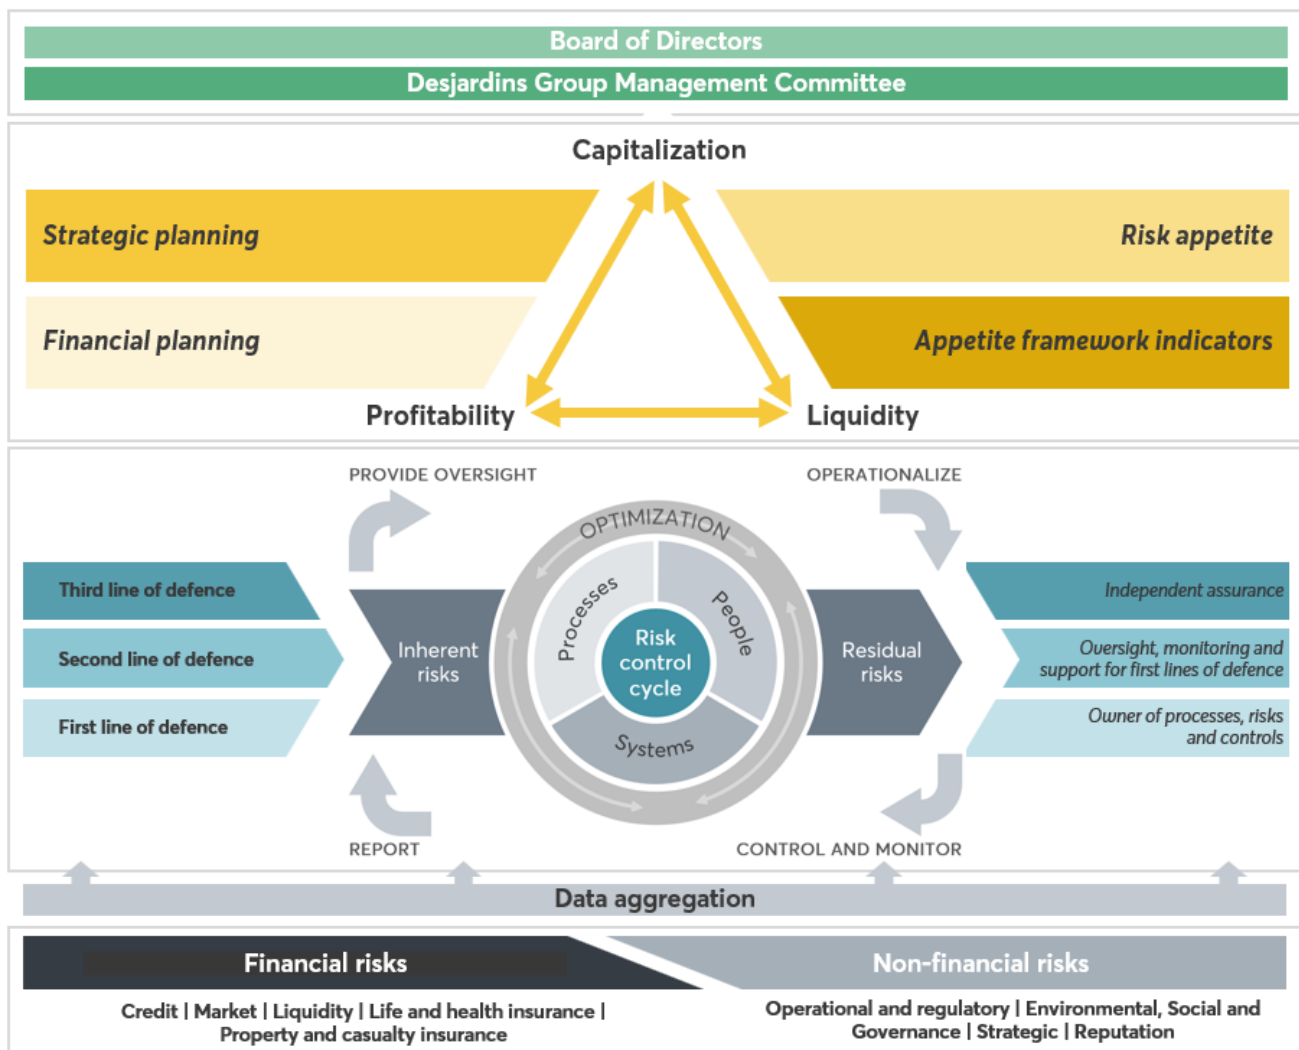 Board of Directors
Desjardins Group Management Committee
Capitalization
Strategic planning
Risk appetite
Financial planning
Appetite framework indicators
Profitability
Liquidity
PROVIDE OVERSIGHT
OPERATIONALIZE
OPTIMIZATION
Third line of defence
Second line of defence
First line of defence
Inherent
risks
Processes
People
Systems
Risk
control
cycle
Residual
risks
Independent assurance
Oversight, monitoring and
support for first lines of defence
Owner of processes, risks
and controls
REPORT
CONTROL AND MONITOR
Data aggregation
Financial risks
Non-financial risks
Credit | Market | Liquidity | Life and health insurance |
Property and casualty insurance
Operational and regulatory | Environmental, Social and
Governance | Strategic | Reputation